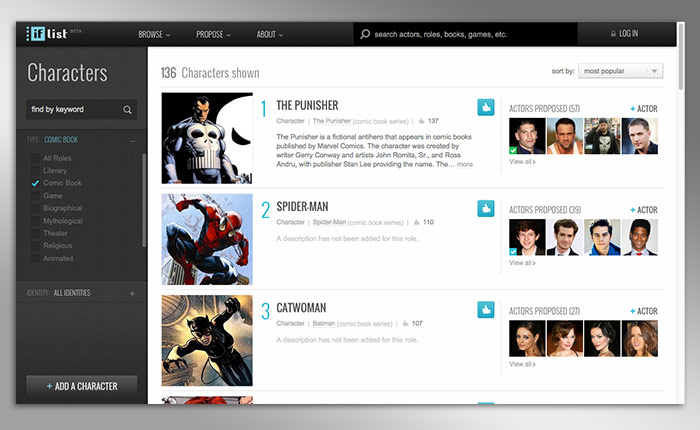 if list BETA
BROWSE
PROPOSE
ABOUT
search actors, roles, books, games, etc.
LOG IN
Characters
find by keyword
TYPE: COMIC BOOK
All Roles
Literary
Comic Book
Game
Biographical
Mythological
Theater
Religious
Animated
IDENTITY: ALL IDENTITIES +
+ ADD A CHARACTER
136 Characters shown
sort by: most popular
1 THE PUNISHER
Character | The Punisher (comic book series) | 137
The Punisher is a fictional antihero that appears in comic books
published by Marvel Comics. The character was created by
writer Gerry Conway and artists John Romita, Sr., and Ross
Andru, with publisher Stan Lee providing the name. The… more
ACTORS PROPOSED (57) + ACTOR
View all >
2 SPIDER-MAN
Character | Spider-Man (comic book series) | 110
A description has not been added for this role.
ACTORS PROPOSED (39) + ACTOR
View all >
3 CATWOMAN
Character | Batman (comic book series) | 107
A description has not been added for this role.
ACTORS PROPOSED (27) + ACTOR
View all >